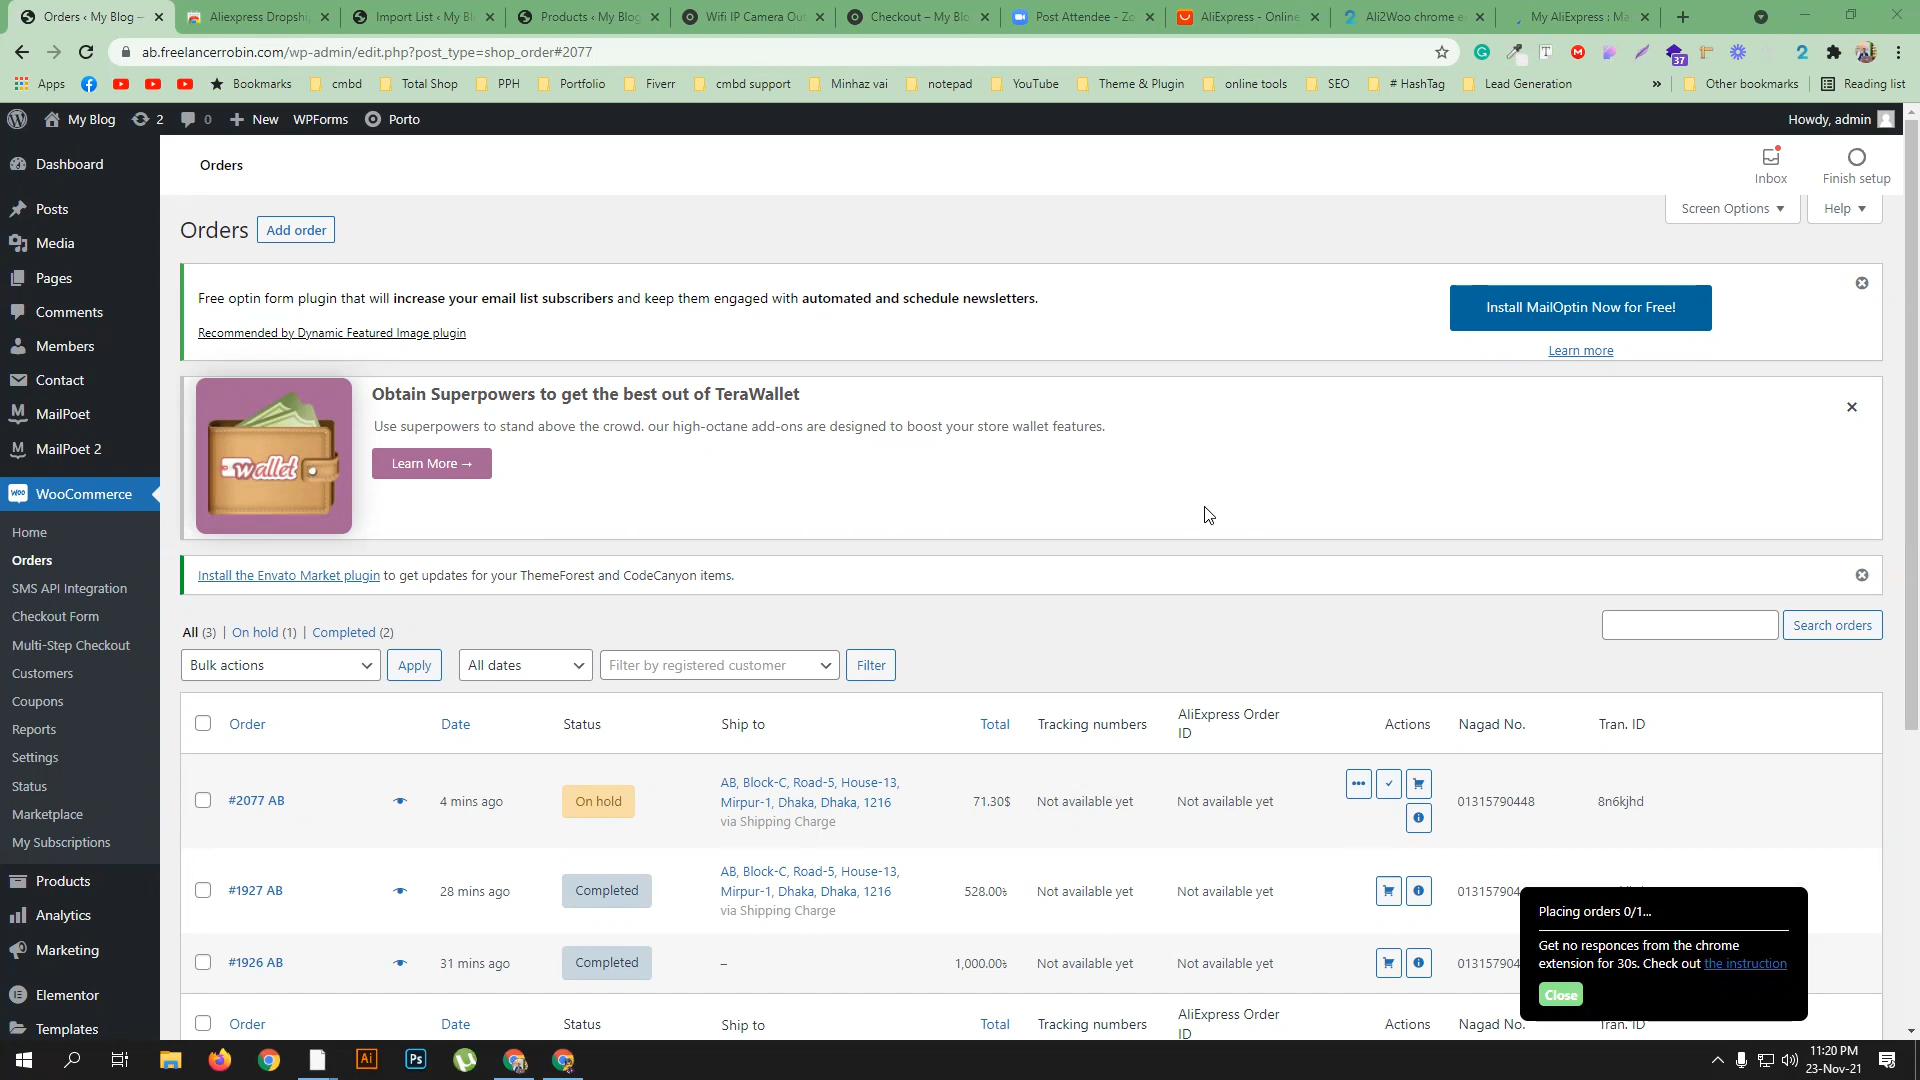 Orders ‹ My Blog –
Aliexpress Dropshi
Import List ‹ My Bl
Products ‹ My Blog
Wifi IP Camera Out
Checkout – My Blo
Post Attendee - Zo
AliExpress - Online
Ali2Woo chrome e
My AliExpress : Ma
ab.freelancerrobin.com/wp-admin/edit.php?post_type=shop_order#2077
37
Apps
Bookmarks
cmbd
Total Shop
PPH
Portfolio
Fiverr
cmbd support
Minhaz vai
notepad
YouTube
Theme & Plugin
online tools
SEO
# HashTag
Lead Generation
»
Other bookmarks
Reading list
My Blog
2
0
New
WPForms
Porto
Howdy, admin
Dashboard
Posts
Media
Pages
Comments
Members
Contact
MailPoet
MailPoet 2
WooCommerce
Home
Orders
SMS API Integration
Checkout Form
Multi-Step Checkout
Customers
Coupons
Reports
Settings
Status
Marketplace
My Subscriptions
Products
Analytics
Marketing
Elementor
Templates
Orders
Inbox
Finish setup
Screen Options
Help
Orders
Add order
Free optin form plugin that will increase your email list subscribers and keep them engaged with automated and schedule newsletters.
Recommended by Dynamic Featured Image plugin
Install MailOptin Now for Free!
Learn more
wallet
Obtain Superpowers to get the best out of TeraWallet
Use superpowers to stand above the crowd. our high-octane add-ons are designed to boost your store wallet features.
Learn More →
Install the Envato Market plugin to get updates for your ThemeForest and CodeCanyon items.
All (3) | On hold (1) | Completed (2)
Search orders
Bulk actions
Apply
All dates
Filter by registered customer
Filter
Order Date Status Ship to Total Tracking numbers AliExpress Order ID Actions Nagad No. Tran. ID
#2077 AB
4 mins ago
On hold
AB, Block-C, Road-5, House-13,
Mirpur-1, Dhaka, Dhaka, 1216
via Shipping Charge
71.30$
Not available yet
Not available yet
01315790448
8n6kjhd
#1927 AB
28 mins ago
Completed
AB, Block-C, Road-5, House-13,
Mirpur-1, Dhaka, Dhaka, 1216
via Shipping Charge
528.00৳
Not available yet
Not available yet
013157904
#1926 AB
31 mins ago
Completed
–
1,000.00৳
Not available yet
Not available yet
013157904
Order Date Status Ship to Total Tracking numbers AliExpress Order ID Actions Nagad No. Tran. ID
Placing orders 0/1...
Get no responces from the chrome
extension for 30s. Check out the instruction
Close
Ai
Ps
11:20 PM
23-Nov-21